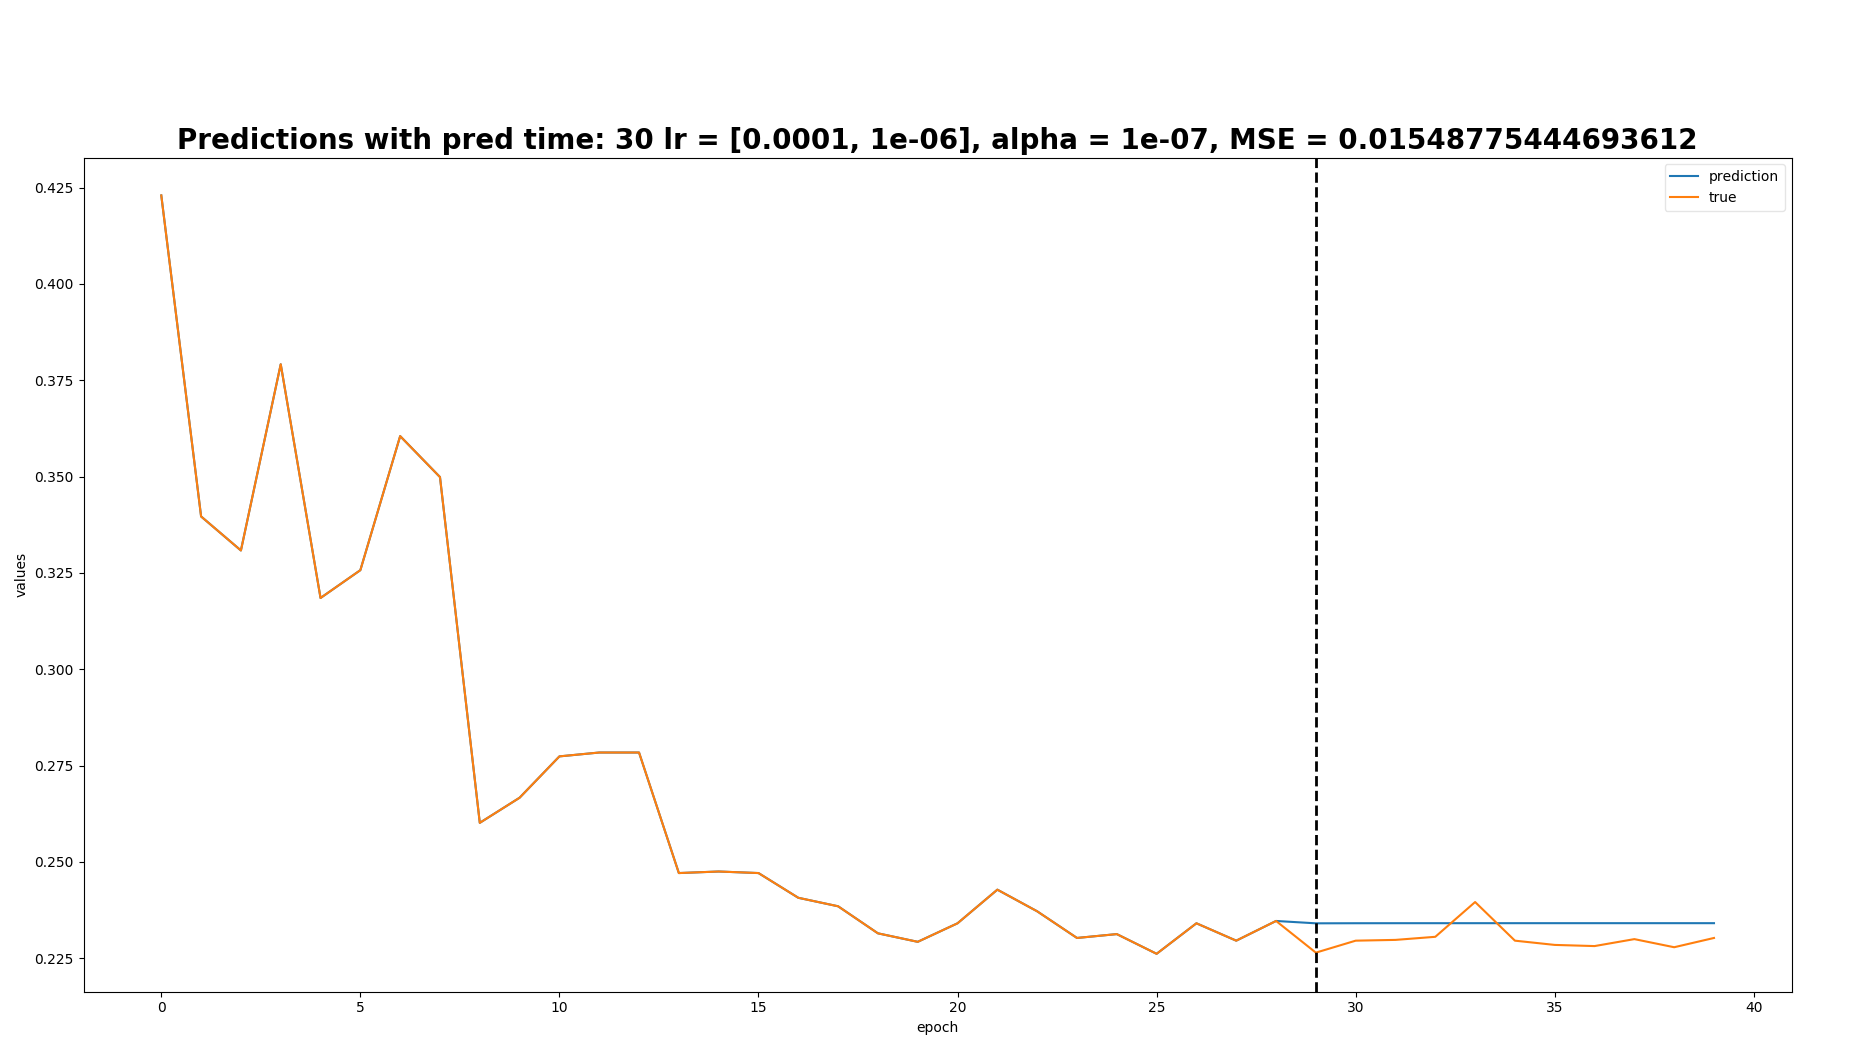 Predictions with pred time: 30 lr = [0.0001, 1e-06], alpha = 1e-07, MSE = 0.01548775444693612
prediction
true
0.425
0.400
0.375
0.350
0.325
0.300
0.275
0.250
0.225
values
0 5 10 15 20 25 30 35 40
epoch